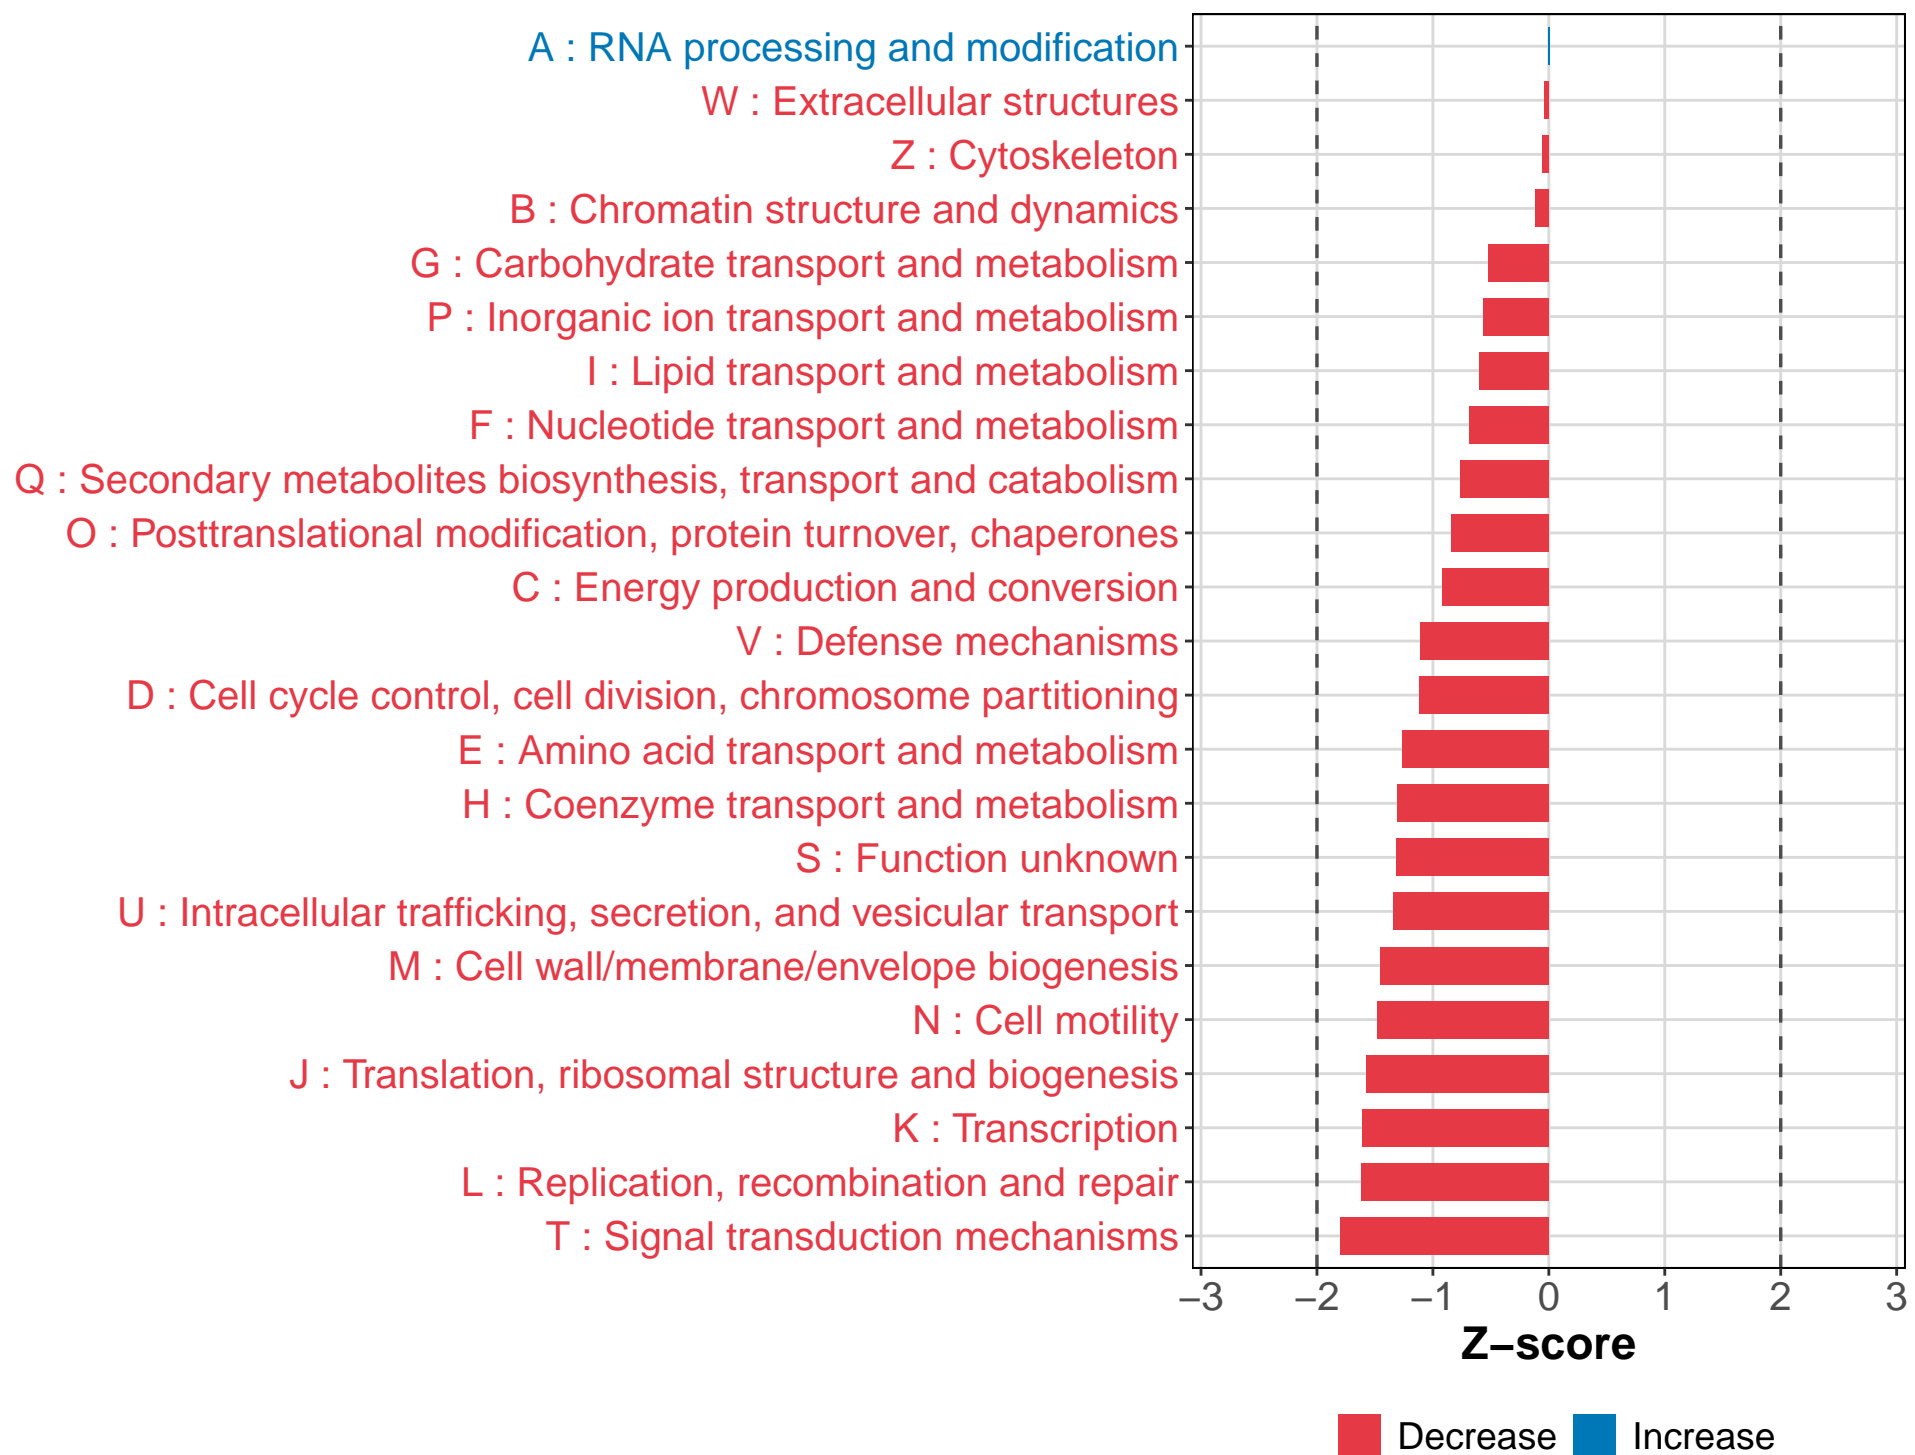 A : RNA processing and modification
W : Extracellular structures
Z : Cytoskeleton
B : Chromatin structure and dynamics
G : Carbohydrate transport and metabolism
P : Inorganic ion transport and metabolism
I : Lipid transport and metabolism
F : Nucleotide transport and metabolism
Q : Secondary metabolites biosynthesis, transport and catabolism
O : Posttranslational modification, protein turnover, chaperones
C : Energy production and conversion
V : Defense mechanisms
D : Cell cycle control, cell division, chromosome partitioning
E : Amino acid transport and metabolism
H : Coenzyme transport and metabolism
S : Function unknown
U : Intracellular trafficking, secretion, and vesicular transport
M : Cell wall/membrane/envelope biogenesis
N : Cell motility
J : Translation, ribosomal structure and biogenesis
K : Transcription
L : Replication, recombination and repair
T : Signal transduction mechanisms
−3 −2 −1 0 1 2 3
Z−score
Decrease Increase